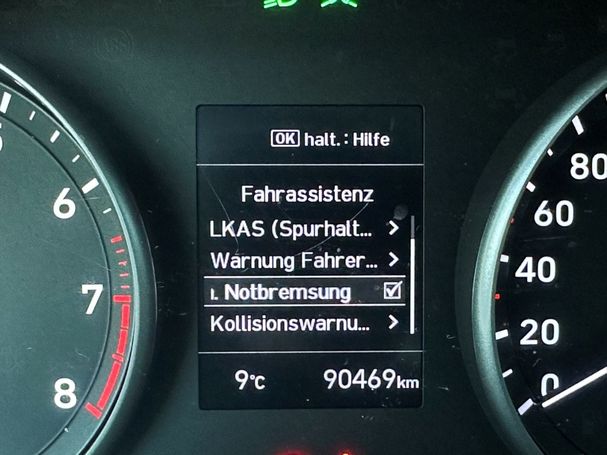 OK halt. : Hilfe
Fahrassistenz
LKAS (Spurhalt... >
Warnung Fahrer... >
. Notbremsung
Kollisionswarnu... >
9°C 90469km
6
7
8
80
60
40
20
0